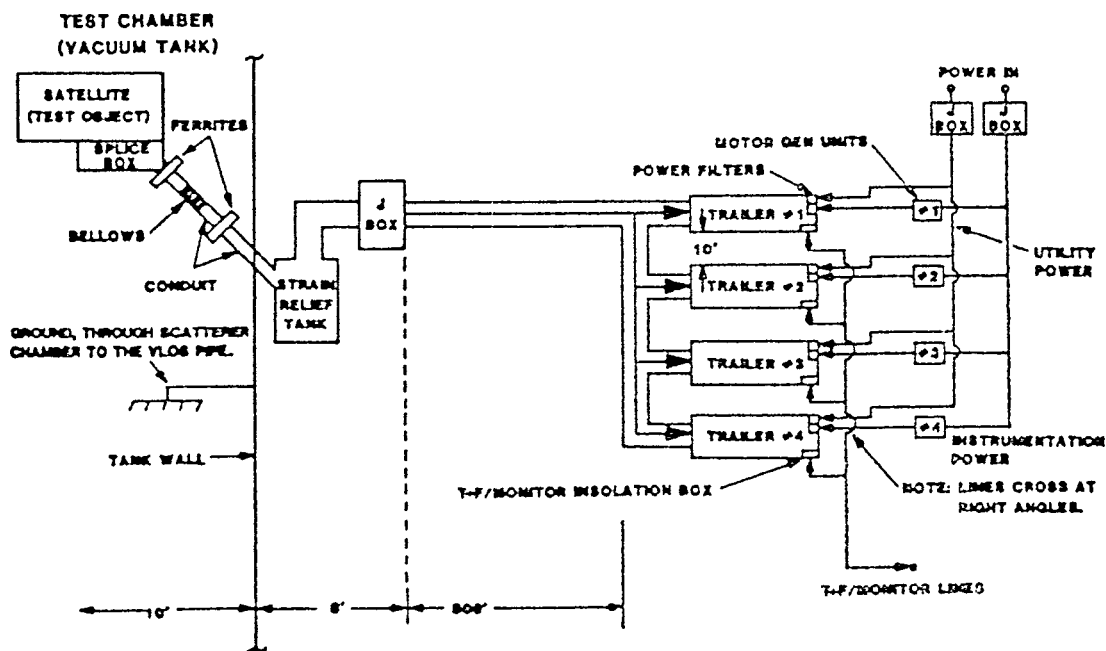 TEST CHAMBER
(VACUUM TANK)
SATELLITE
(TEST OBJECT)
SPLICE
BOX
FERRITES
BELLOWS
CONDUIT
STRAIN
RELIEF
TANK
J
BOX
GROUND, THROUGH SCATTERER
CHAMBER TO THE VLOS PIPE.
TANK WALL
POWER IN
J
BOX
J
BOX
MOTOR GEN UNITS
POWER FILTERS
TRAILER #1
10'
TRAILER #2
TRAILER #3
TRAILER #4
#1
#2
#3
#4
UTILITY
POWER
INSTRUMENTATION
POWER
T+F/MONITOR INSOLATION BOX
NOTE: LINES CROSS AT
RIGHT ANGLES.
T+F/MONITOR LINES
10'